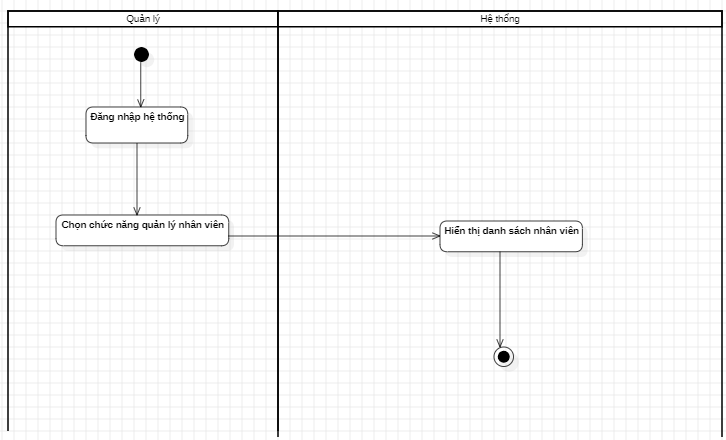 Quản lý
Hệ thống
Đăng nhập hệ thống
Chọn chức năng quản lý nhân viên
Hiển thị danh sách nhân viên